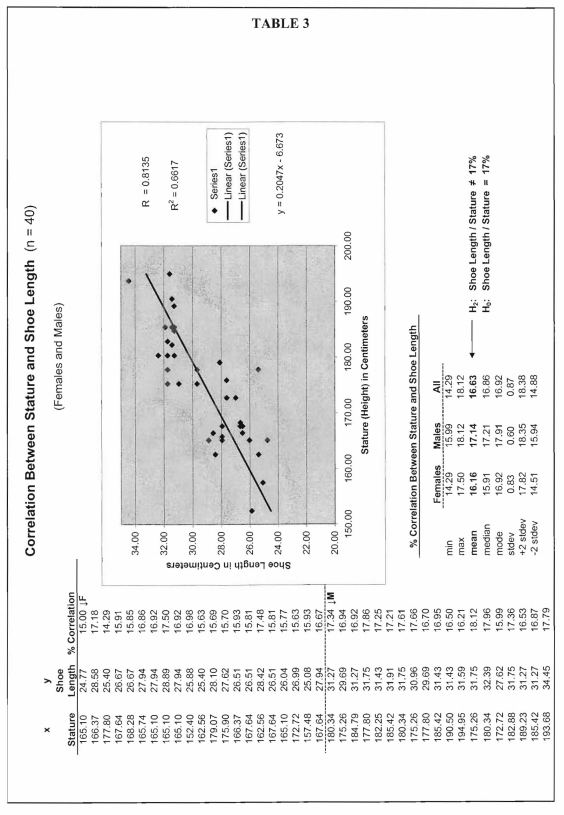 TABLE 3
Correlation Between Stature and Shoe Length (n = 40)
(Females and Males)
x y
Shoe
Stature Length % Correlation
165.10 24.77 15.00 ↓F
166.37 28.58 17.18
177.80 25.40 14.29
167.64 26.67 15.91
168.28 26.67 15.85
165.74 27.94 16.86
165.10 27.94 16.92
165.10 28.89 17.50
165.10 27.94 16.92
152.40 25.88 16.98
162.56 25.40 15.63
179.07 28.10 15.69
175.90 27.62 15.70
166.37 26.51 15.93
167.64 26.51 15.81
162.56 28.42 17.48
167.64 26.51 15.81
165.10 26.04 15.77
172.72 26.99 15.63
157.48 25.08 15.93
167.64 27.94 16.67
180.34 31.27 17.34 ↓M
175.26 29.69 16.94
184.79 31.27 16.92
177.80 31.75 17.86
182.25 31.43 17.25
185.42 31.91 17.21
180.34 31.75 17.61
175.26 30.96 17.66
177.80 29.69 16.70
185.42 31.43 16.95
190.50 31.43 16.50
194.95 31.59 16.21
175.26 31.75 18.12
180.34 32.39 17.96
172.72 27.62 15.99
182.88 31.75 17.36
189.23 31.27 16.53
185.42 31.27 16.87
193.68 34.45 17.79
Shoe Length in Centimeters
34.00
32.00
30.00
28.00
26.00
24.00
22.00
20.00
150.00 160.00 170.00 180.00 190.00 200.00
Stature (Height) in Centimeters
R = 0.8135
R² = 0.6617
Series1
Linear (Series1)
Linear (Series1)
y = 0.2047x - 6.673
% Correlation Between Stature and Shoe Length
Females Males All
min 14.29 15.99 14.29
max 17.50 18.12 18.12
mean 16.16 17.14 16.63 ← H₂: Shoe Length / Stature ≠ 17%
median 15.91 17.21 16.86 H₀: Shoe Length / Stature = 17%
mode 16.92 17.91 16.92
stdev 0.83 0.60 0.87
+2 stdev 17.82 18.35 18.38
-2 stdev 14.51 15.94 14.88